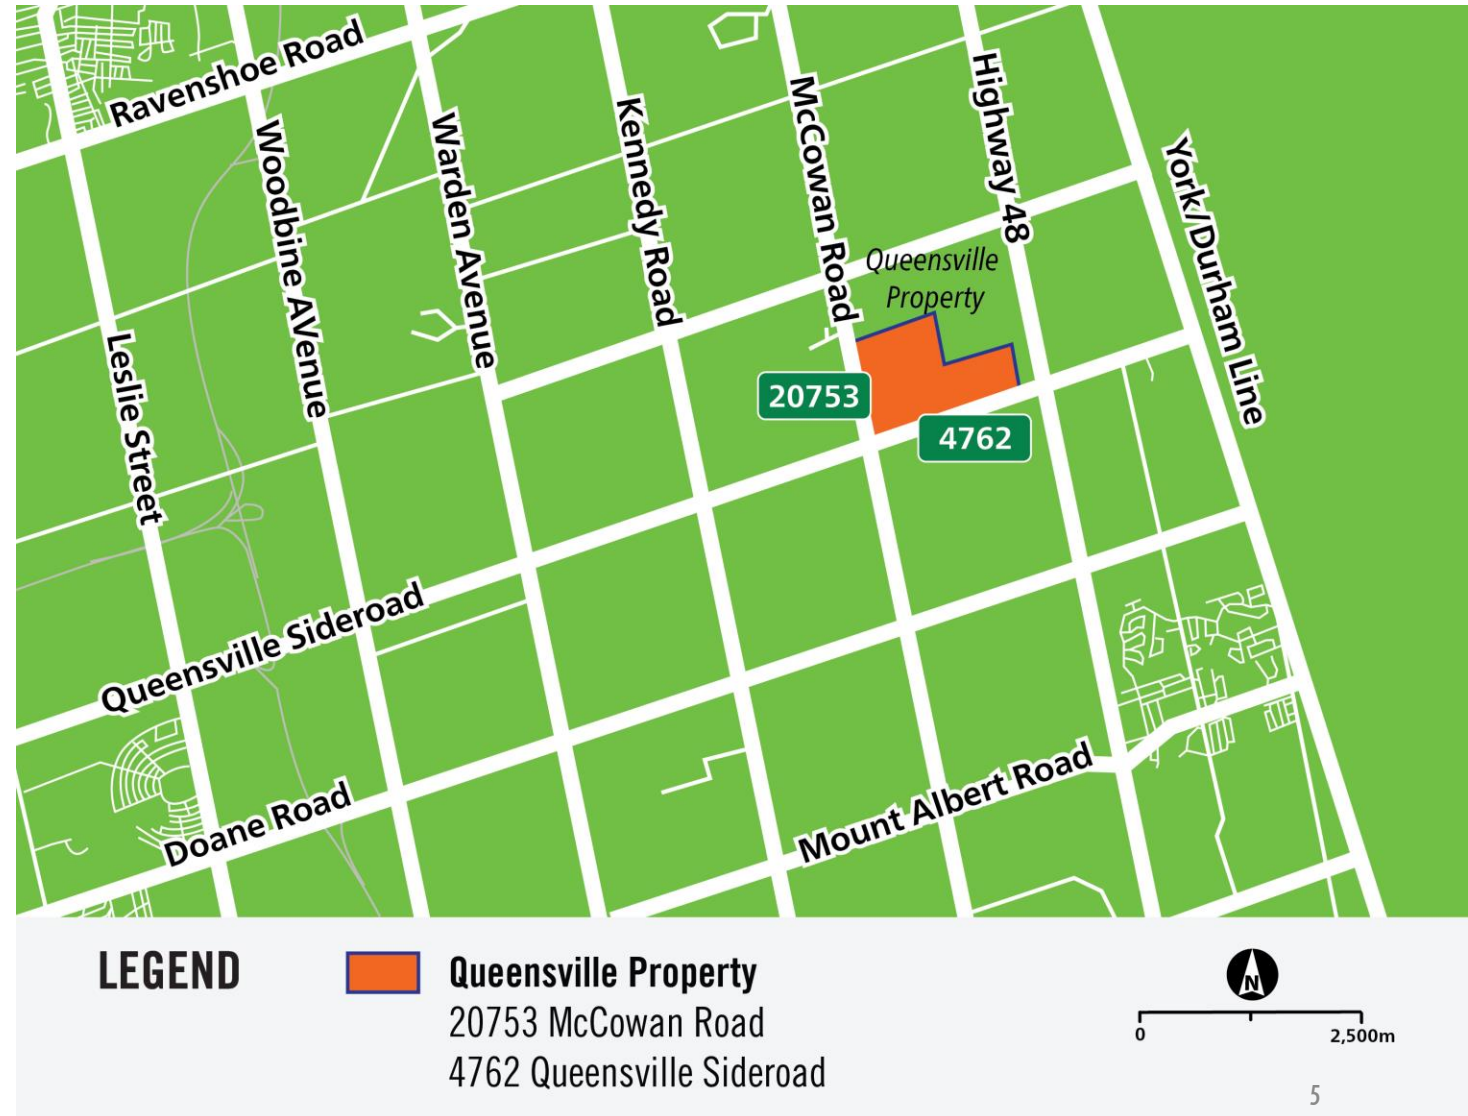 Ravenshoe Road
Woodbine AVenue
Warden Avenue
Kennedy Road
McCowan Road
Highway 48
York/Durham Line
Queensville
Property
Leslie Street
20753
4762
Queensville Sideroad
Doane Road
Mount Albert Road
LEGEND
Queensville Property
20753 McCowan Road
4762 Queensville Sideroad
N
0
2,500m
5